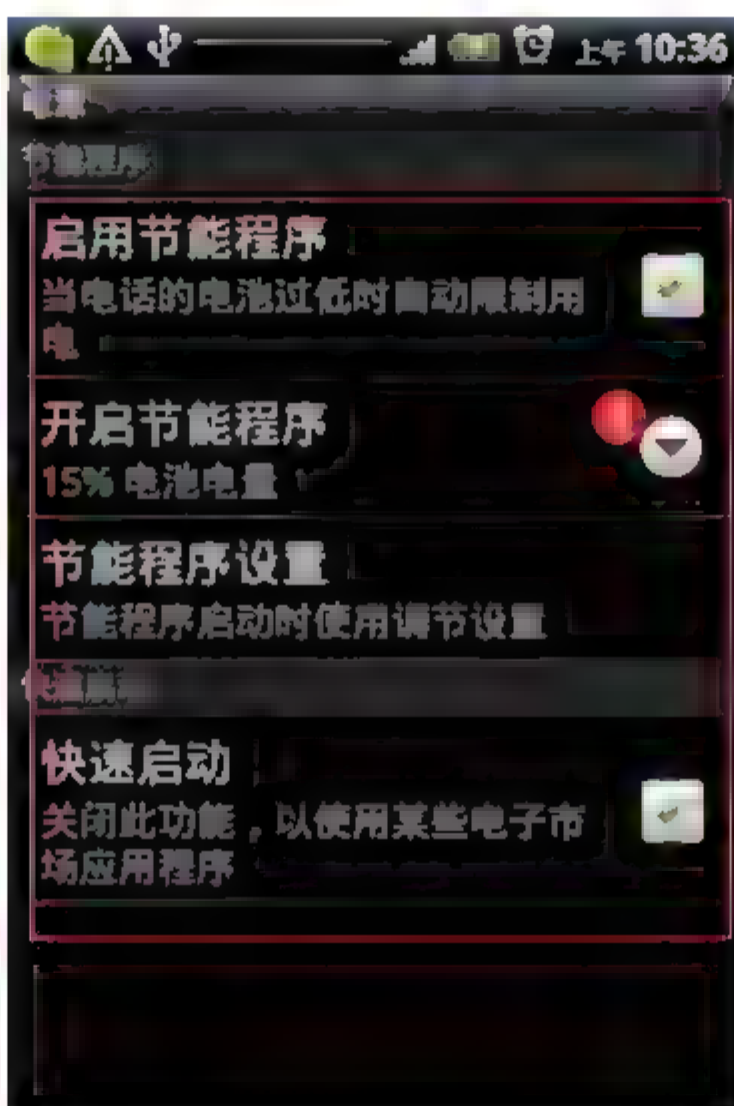 上午 10:36
节能程序
启用节能程序
当电话的电池过低时自动限制用
电
开启节能程序
15% 电池电量
节能程序设置
节能程序启动时使用调节设置
快速启动
关闭此功能，以使用某些电子市
场应用程序